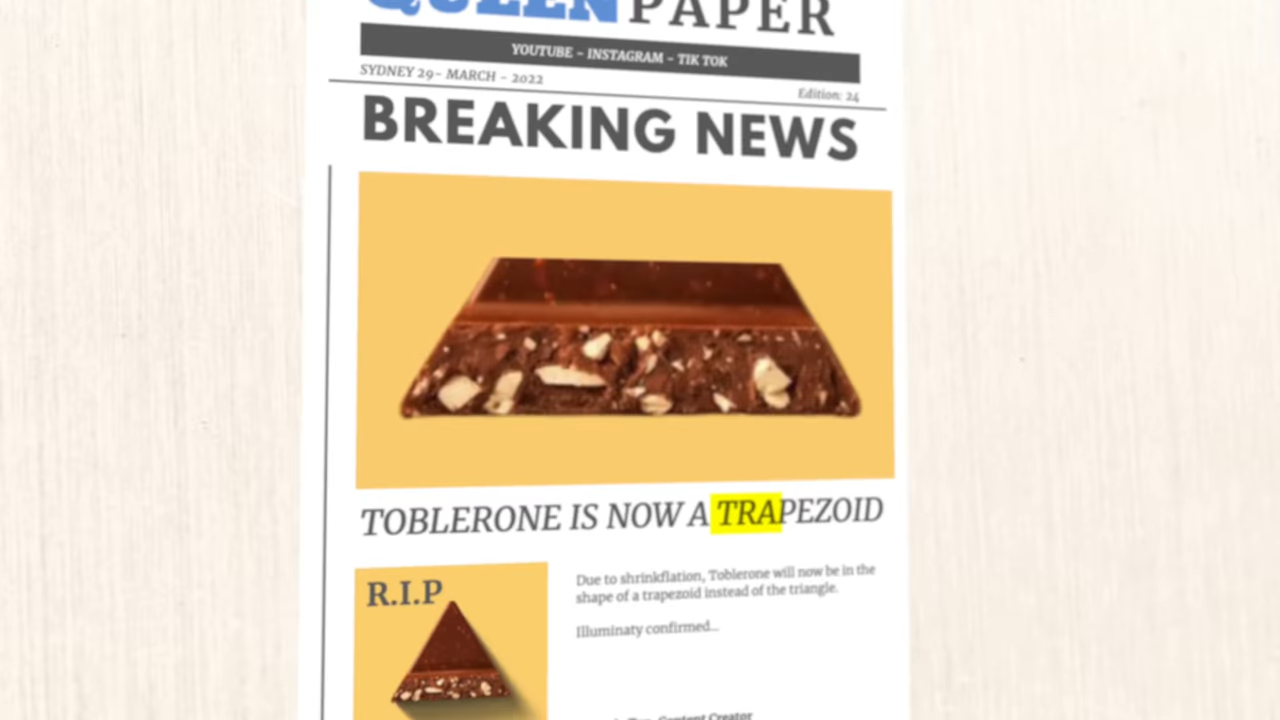 QUEEN PAPER
YOUTUBE - INSTAGRAM - TIK TOK
SYDNEY 29- MARCH - 2022
Edition: 24
BREAKING NEWS
TOBLERONE IS NOW A TRAPEZOID
R.I.P
Due to shrinkflation, Toblerone will now be in the
shape of a trapezoid instead of the triangle.
Illuminaty confirmed...
Content Creator